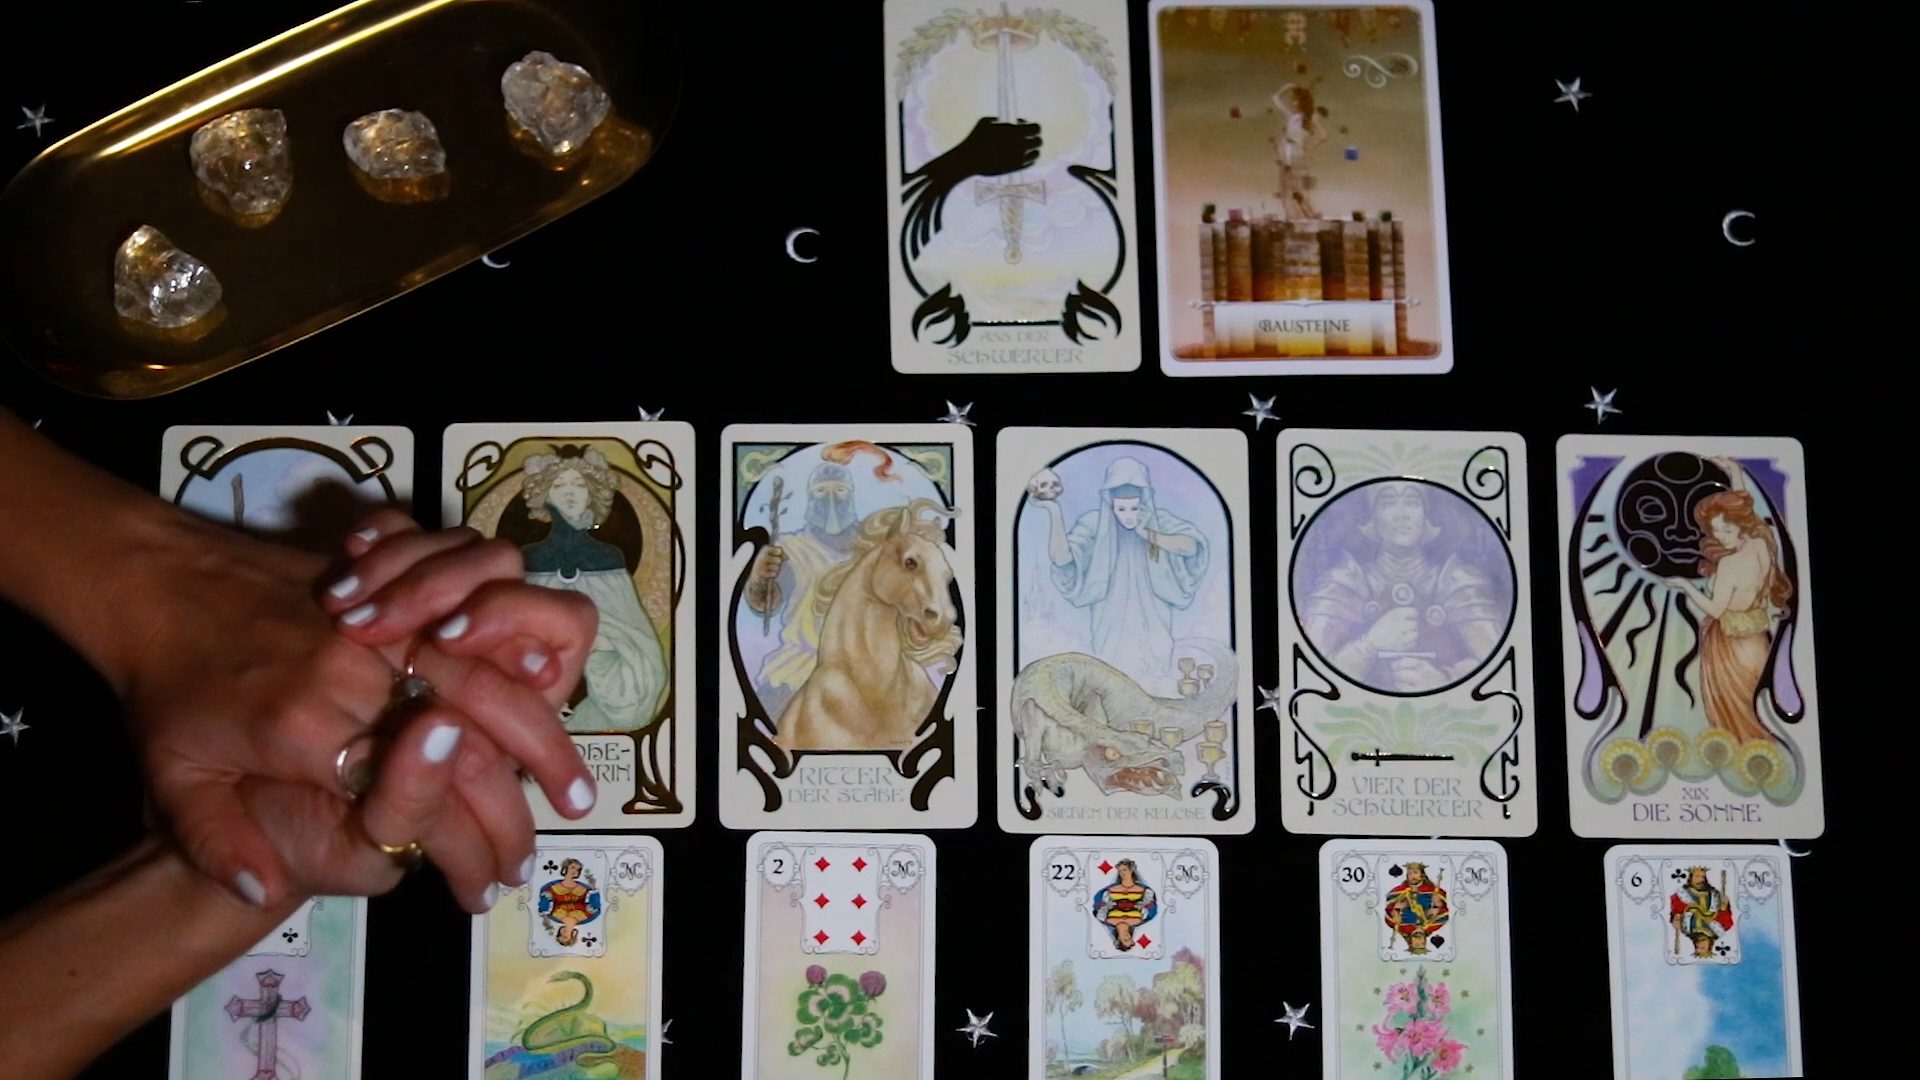 28
ASS DER
SCHWERTER
BAUSTEINE
RITTER
DER STÄBE
SIEBEN DER KELCHE
VIER DER
SCHWERTER
XIX
DIE SONNE
2
22
30
6